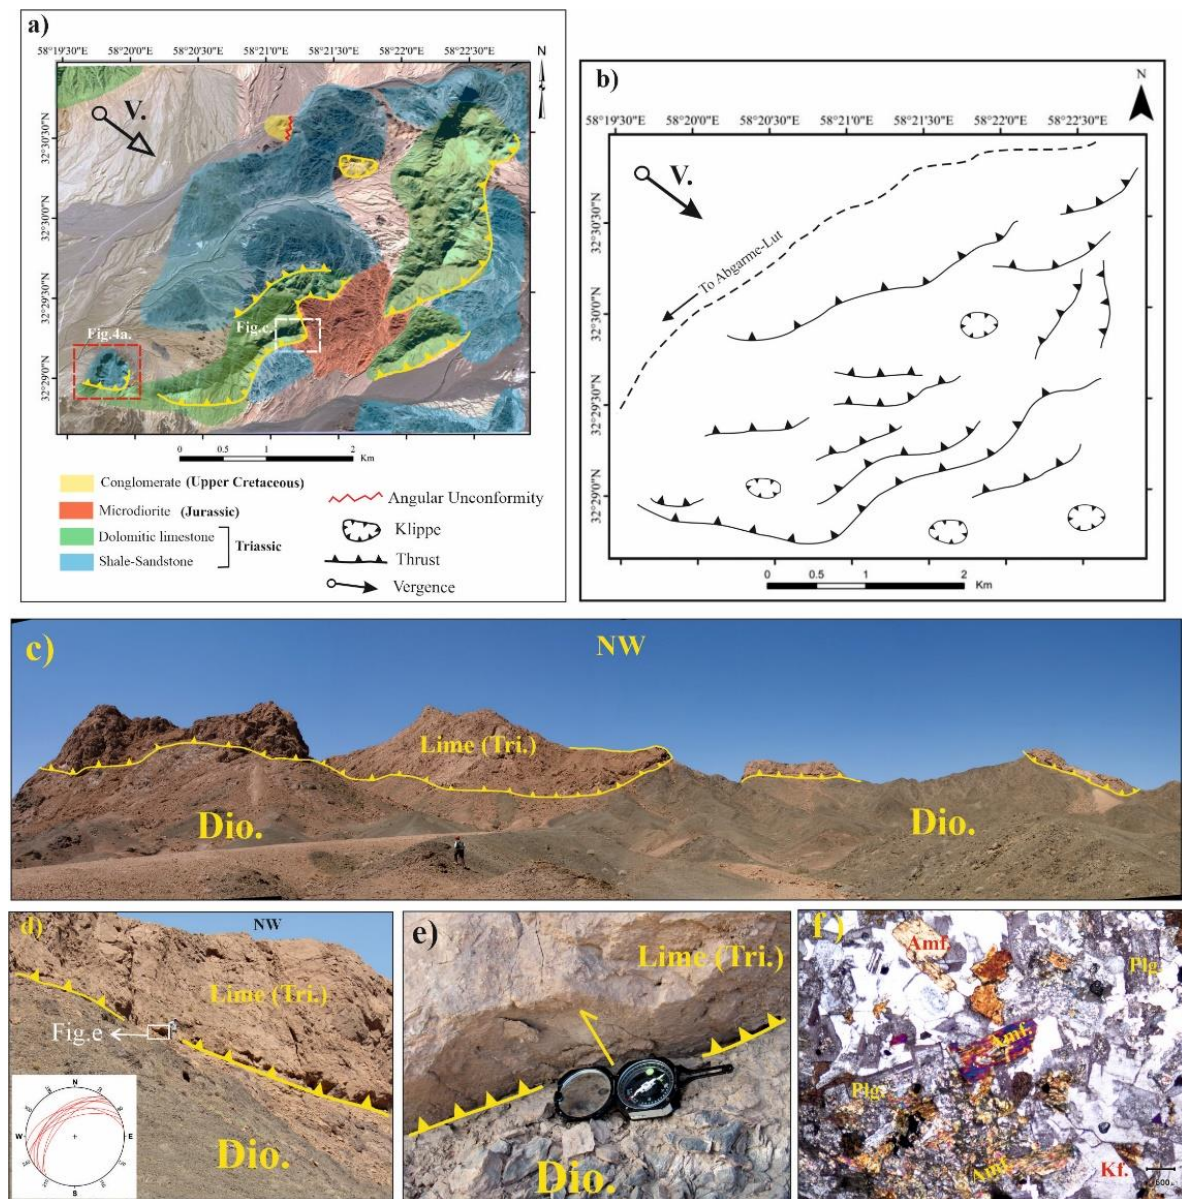 a)
N
58°19'30"E 58°20'0"E 58°20'30"E 58°21'0"E 58°21'30"E 58°22'0"E 58°22'30"E
V.
32°30'30"N
32°30'0"N
32°29'30"N
32°29'0"N
Fig.c.
Fig.4a.
0 0.5 1 2
Km
Conglomerate (Upper Cretaceous)
Microdiorite (Jurassic)
Dolomitic limestone
Triassic
Shale-Sandstone
Angular Unconformity
Klippe
Thrust
Vergence
b)
N
58°19'30"E 58°20'0"E 58°20'30"E 58°21'0"E 58°21'30"E 58°22'0"E 58°22'30"E
V.
To Abgarme-Lut
32°30'30"N
32°30'0"N
32°29'30"N
32°29'0"N
0 0.5 1 2
Km
c)
NW
Lime (Tri.)
Dio.
Dio.
d)
NW
Lime (Tri.)
Fig.e
N
W
E
S
Dio.
e)
Lime (Tri.)
Dio.
f)
Amf.
Plg.
Amf.
Plg.
Amf.
Kf.